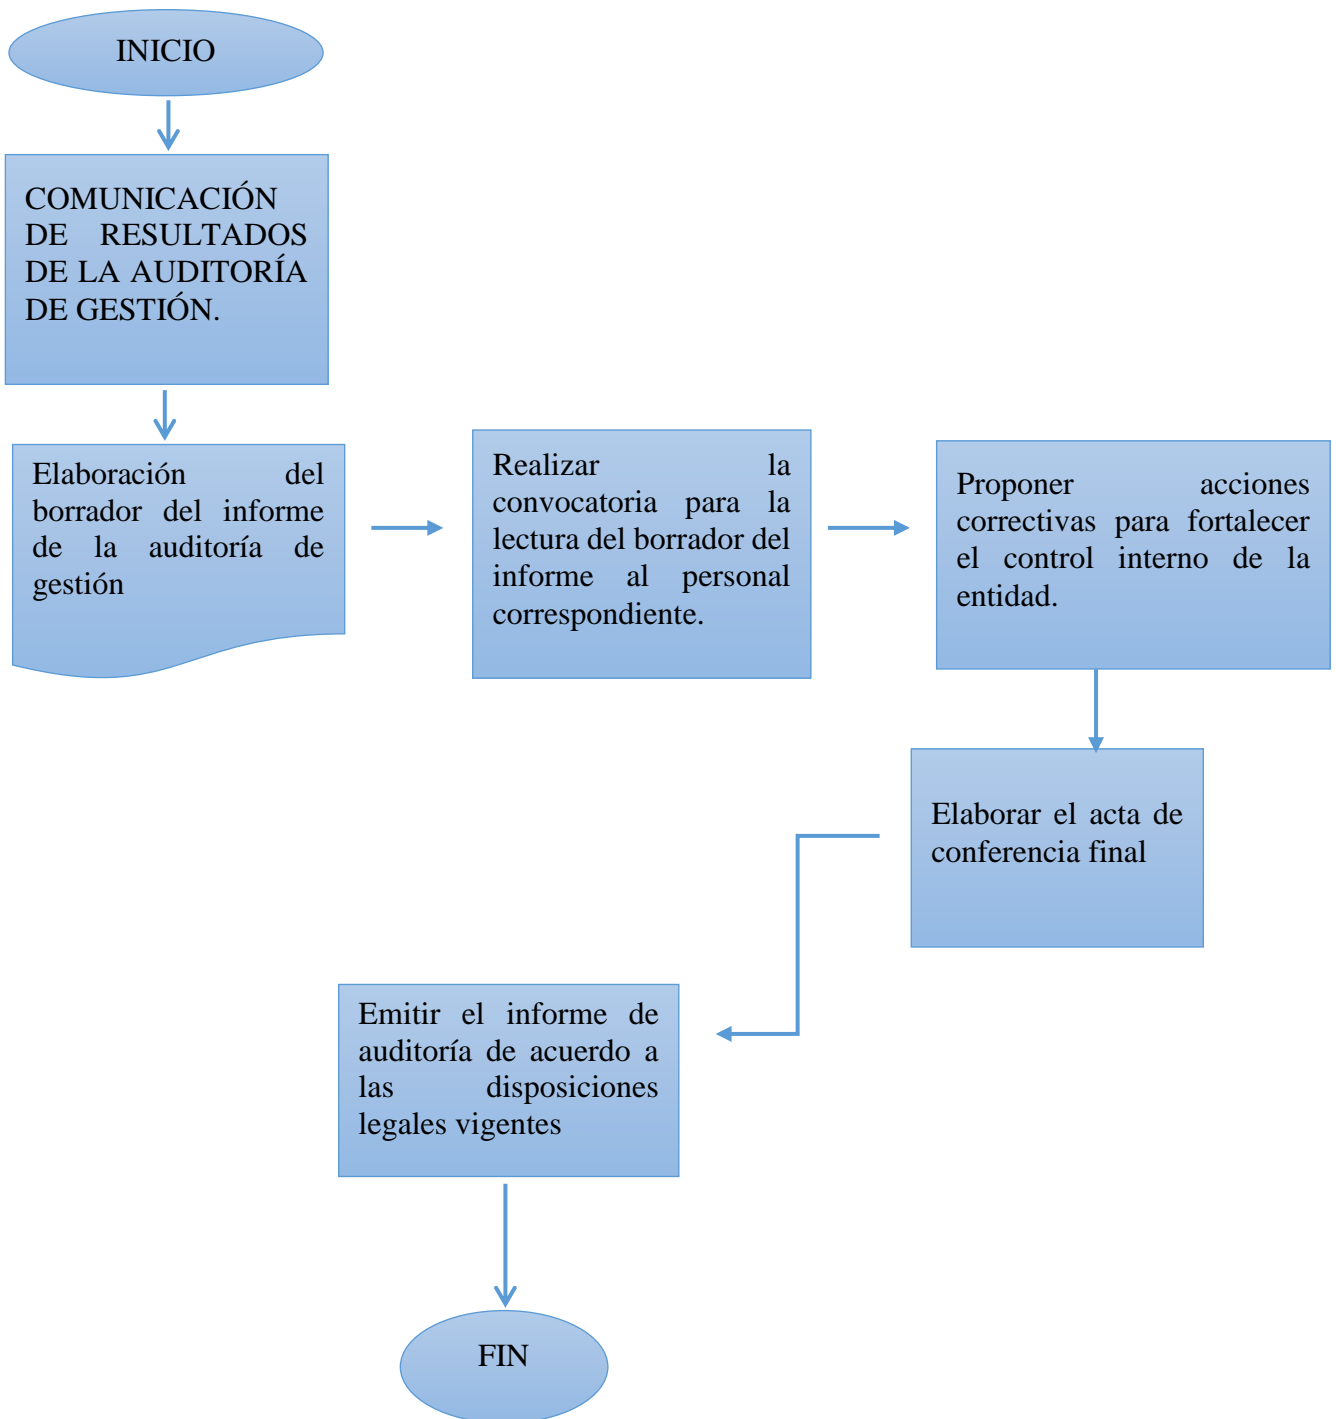 INICIO
COMUNICACIÓN
DE RESULTADOS
DE LA AUDITORÍA
DE GESTIÓN.
Elaboración del
borrador del informe
de la auditoría de
gestión
Realizar la
convocatoria para la
lectura del borrador del
informe al personal
correspondiente.
Proponer acciones
correctivas para fortalecer
el control interno de la
entidad.
Elaborar el acta de
conferencia final
Emitir el informe de
auditoría de acuerdo a
las disposiciones
legales vigentes
FIN